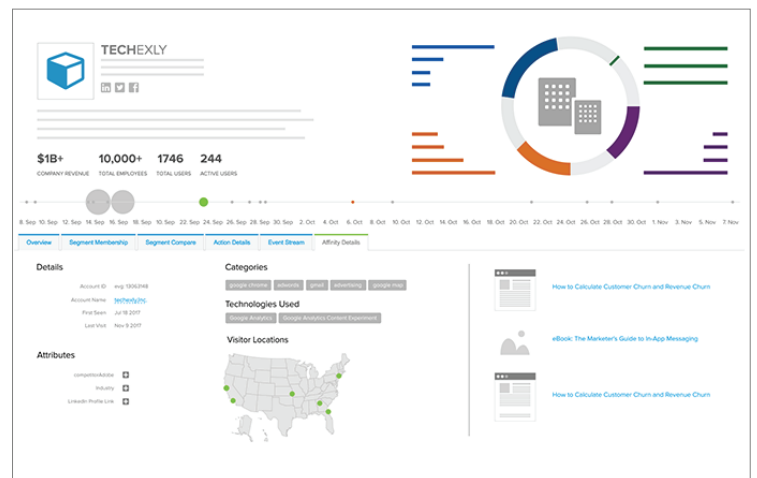 TECHEXLY
$1B+ 10,000+ 1746 244
COMPANY REVENUE TOTAL EMPLOYEES TOTAL USERS ACTIVE USERS
8. Sep 10. Sep 12. Sep 14. Sep 16. Sep 18. Sep 10. Sep 22. Sep 24. Sep 26. Sep 28. Sep 30. Sep 2. Oct 4. Oct 6. Oct 8. Oct 10. Oct 12. Oct 14. Oct 16. Oct 18. Oct 20. Oct 22. Oct 24. Oct 26. Oct 28. Oct 30. Oct 1. Nov 3. Nov 5. Nov 7. Nov
Overview Segment Membership Segment Compare Action Details Event Stream Affinity Details
Details
Account ID evg: 13063148
Account Name techexly,Inc.
First Seen Jul 18 2017
Last Visit Nov 9 2017
Attributes
competitorAdobe
Industry
LinkedIn Profile Link
Categories
google chrome adwords gmail advertising google map
Technologies Used
Google Analytics Google Analytics Content Experiment
Visitor Locations
How to Calculate Customer Churn and Revenue Churn
eBook: The Marketer's Guide to In-App Messaging
How to Calculate Customer Churn and Revenue Churn